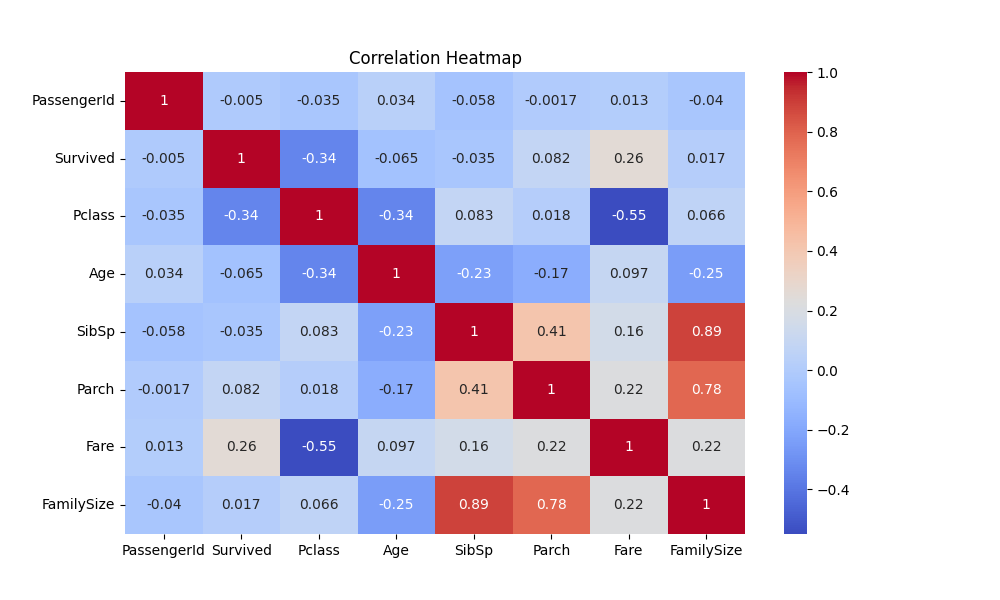 Correlation Heatmap
PassengerId 1 -0.005 -0.035 0.034 -0.058 -0.0017 0.013 -0.04
Survived -0.005 1 -0.34 -0.065 -0.035 0.082 0.26 0.017
Pclass -0.035 -0.34 1 -0.34 0.083 0.018 -0.55 0.066
Age 0.034 -0.065 -0.34 1 -0.23 -0.17 0.097 -0.25
SibSp -0.058 -0.035 0.083 -0.23 1 0.41 0.16 0.89
Parch -0.0017 0.082 0.018 -0.17 0.41 1 0.22 0.78
Fare 0.013 0.26 -0.55 0.097 0.16 0.22 1 0.22
FamilySize -0.04 0.017 0.066 -0.25 0.89 0.78 0.22 1
PassengerId Survived Pclass Age SibSp Parch Fare FamilySize
1.0
0.8
0.6
0.4
0.2
0.0
−0.2
−0.4